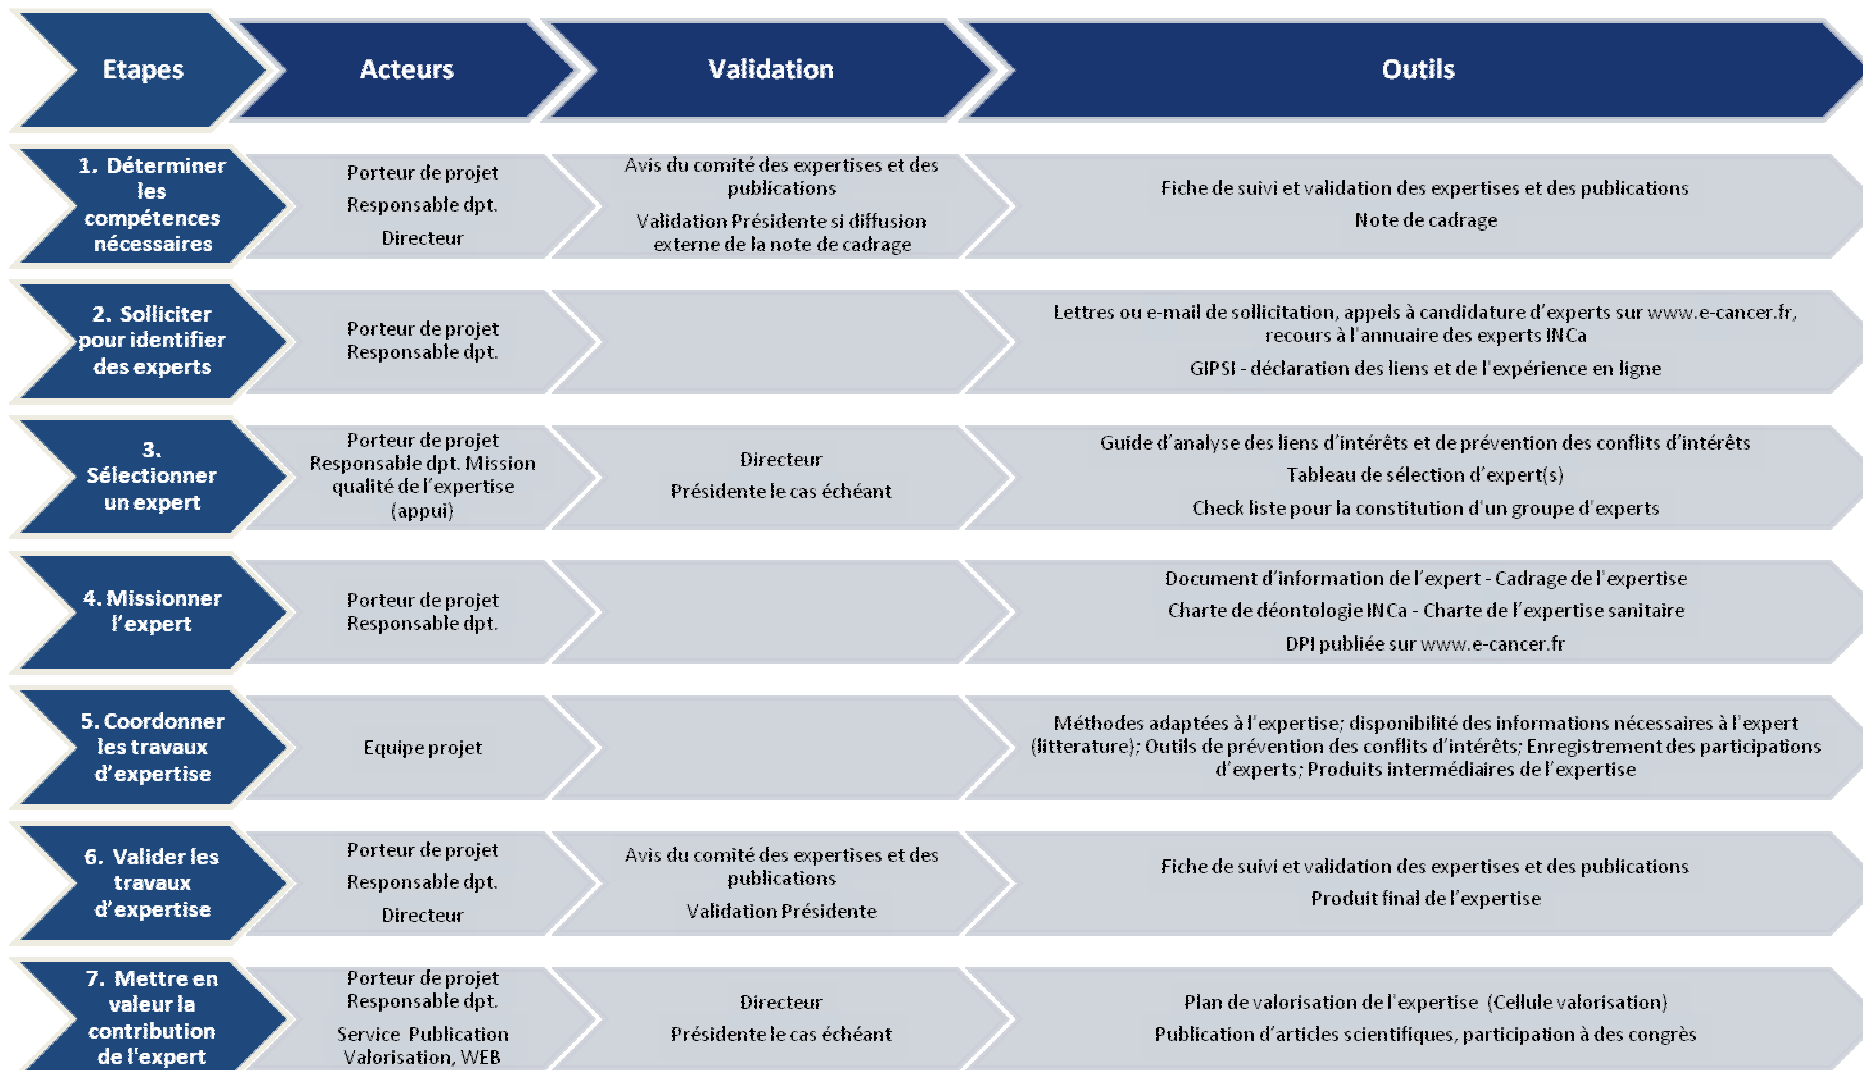 Etapes
Acteurs
Validation
Outils
1. Déterminer
les
compétences
nécessaires
Porteur de projet
Responsable dpt.
Directeur
Avis du comité des expertises et des
publications
Validation Présidente si diffusion
externe de la note de cadrage
Fiche de suivi et validation des expertises et des publications
Note de cadrage
2. Solliciter
pour identifier
des experts
Porteur de projet
Responsable dpt.
Lettres ou e-mail de sollicitation, appels à candidature d'experts sur www.e-cancer.fr,
recours à l'annuaire des experts INCa
GIPSI - déclaration des liens et de l'expérience en ligne
3.
Sélectionner
un expert
Porteur de projet
Responsable dpt. Mission
qualité de l'expertise
(appui)
Directeur
Présidente le cas échéant
Guide d'analyse des liens d'intérêts et de prévention des conflits d'intérêts
Tableau de sélection d'expert(s)
Check liste pour la constitution d'un groupe d'experts
4. Missionner
l'expert
Porteur de projet
Responsable dpt.
Document d'information de l'expert - Cadrage de l'expertise
Charte de déontologie INCa - Charte de l'expertise sanitaire
DPI publiée sur www.e-cancer.fr
5. Coordonner
les travaux
d'expertise
Equipe projet
Méthodes adaptées à l'expertise; disponibilité des informations nécessaires à l'expert
(litterature); Outils de prévention des conflits d'intérêts; Enregistrement des participations
d'experts; Produits intermédiaires de l'expertise
6. Valider les
travaux
d'expertise
Porteur de projet
Responsable dpt.
Directeur
Avis du comité des expertises et des
publications
Validation Présidente
Fiche de suivi et validation des expertises et des publications
Produit final de l'expertise
7. Mettre en
valeur la
contribution
de l'expert
Porteur de projet
Responsable dpt.
Service Publication
Valorisation, WEB
Directeur
Présidente le cas échéant
Plan de valorisation de l'expertise (Cellule valorisation)
Publication d'articles scientifiques, participation à des congrès